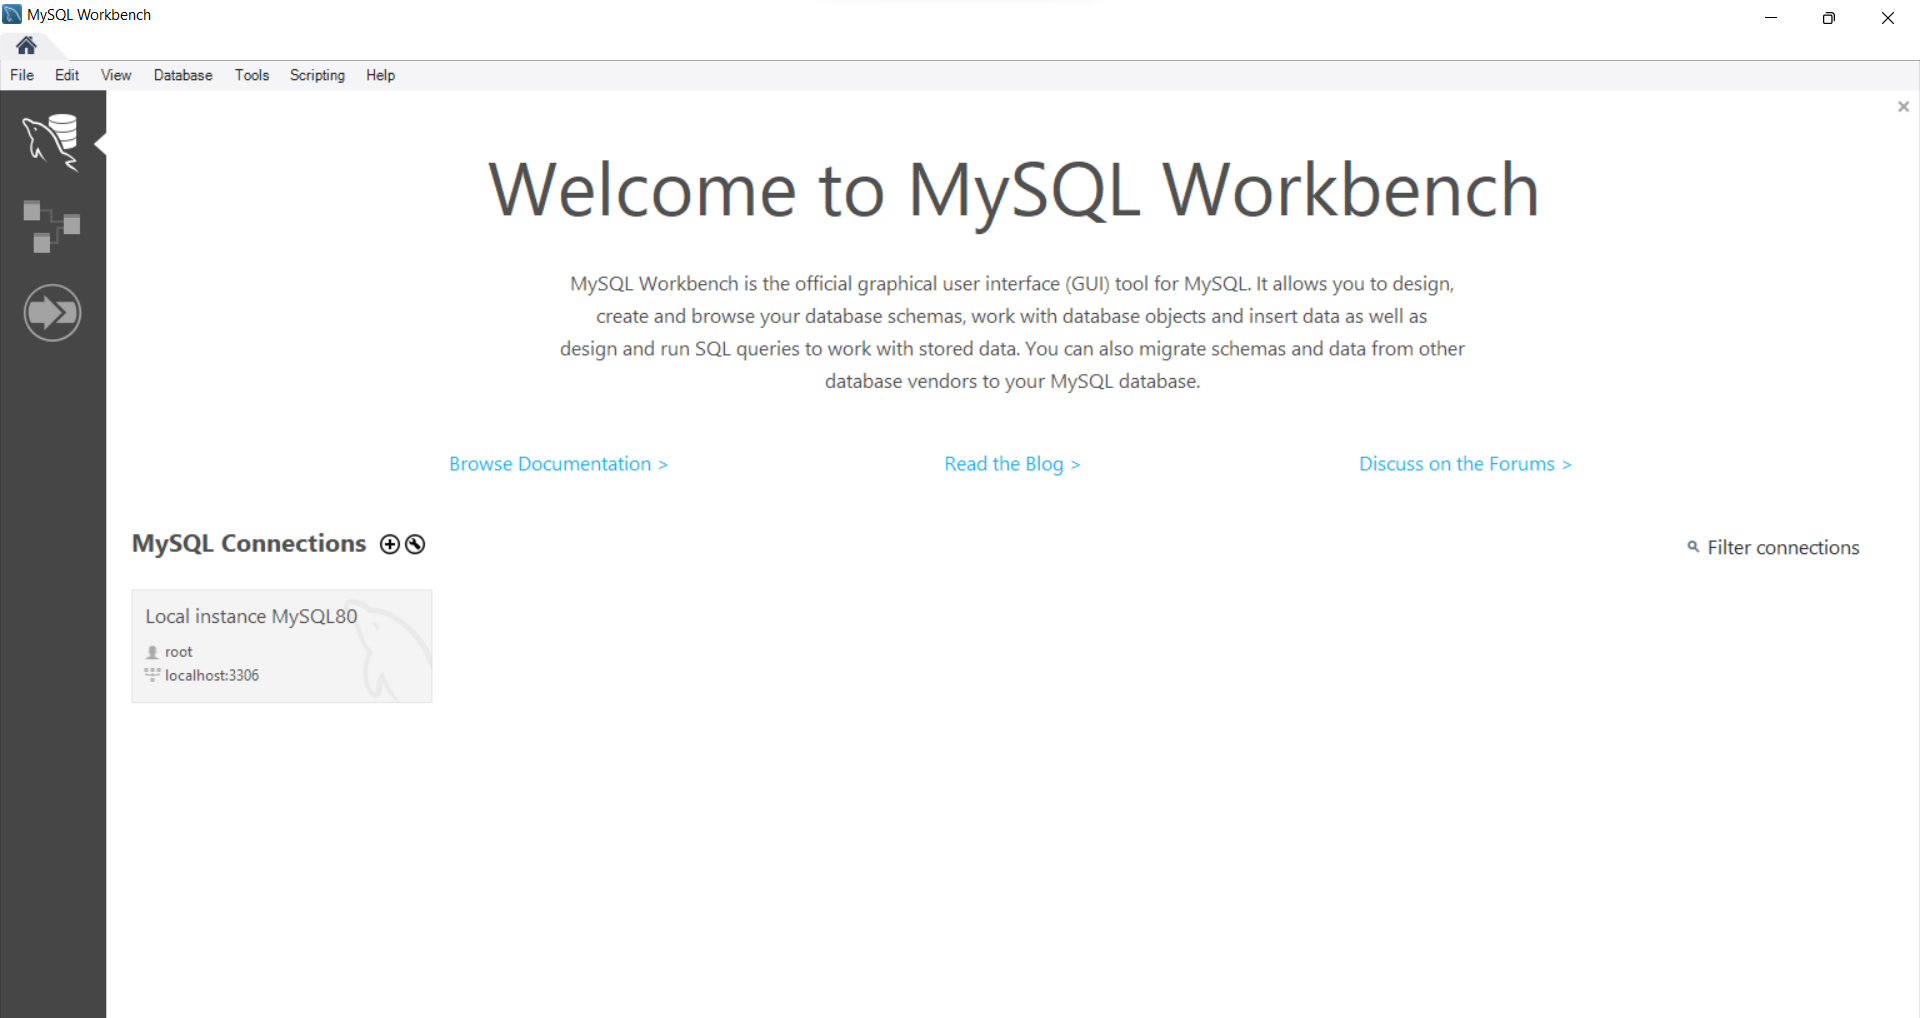 MySQL Workbench
File Edit View Database Tools Scripting Help
Welcome to MySQL Workbench
MySQL Workbench is the official graphical user interface (GUI) tool for MySQL. It allows you to design,
create and browse your database schemas, work with database objects and insert data as well as
design and run SQL queries to work with stored data. You can also migrate schemas and data from other
database vendors to your MySQL database.
Browse Documentation > Read the Blog > Discuss on the Forums >
MySQL Connections Filter connections
Local instance MySQL80
root
localhost:3306